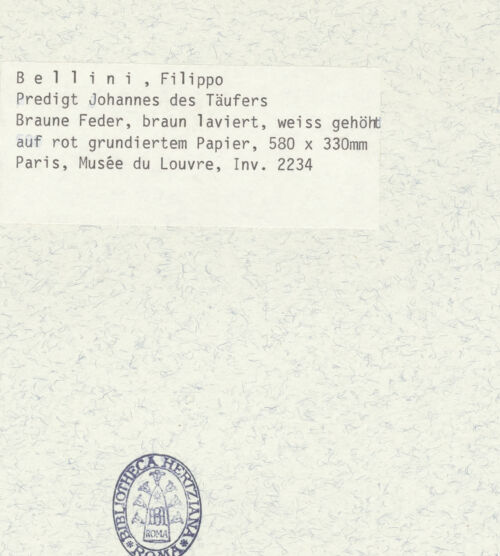 B e l l i n i , Filippo
Predigt Johannes des Täufers
Braune Feder, braun laviert, weiss gehöht
auf rot grundiertem Papier, 580 x 330mm
Paris, Musée du Louvre, Inv. 2234
BIBLIOTHECA HERTZIANA
ROMA
ROMA